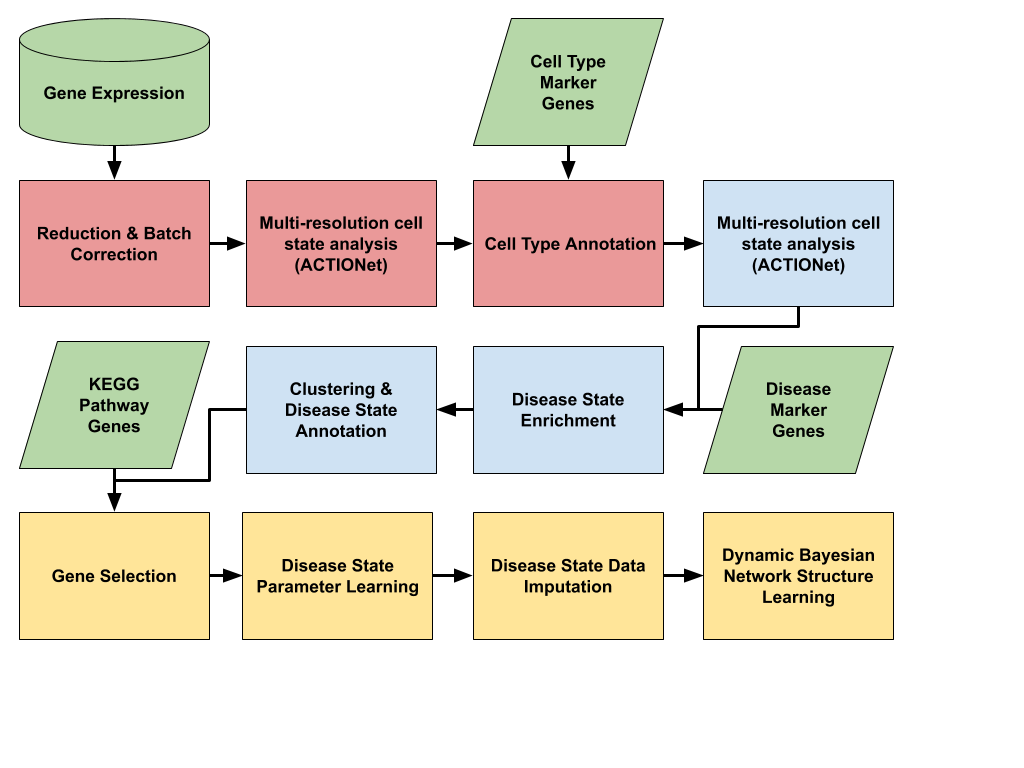 Gene Expression
Cell Type
Marker
Genes
Reduction & Batch
Correction
Multi-resolution cell
state analysis
(ACTIONet)
Cell Type Annotation
Multi-resolution cell
state analysis
(ACTIONet)
KEGG
Pathway
Genes
Clustering &
Disease State
Annotation
Disease State
Enrichment
Disease
Marker
Genes
Gene Selection
Disease State
Parameter Learning
Disease State Data
Imputation
Dynamic Bayesian
Network Structure
Learning